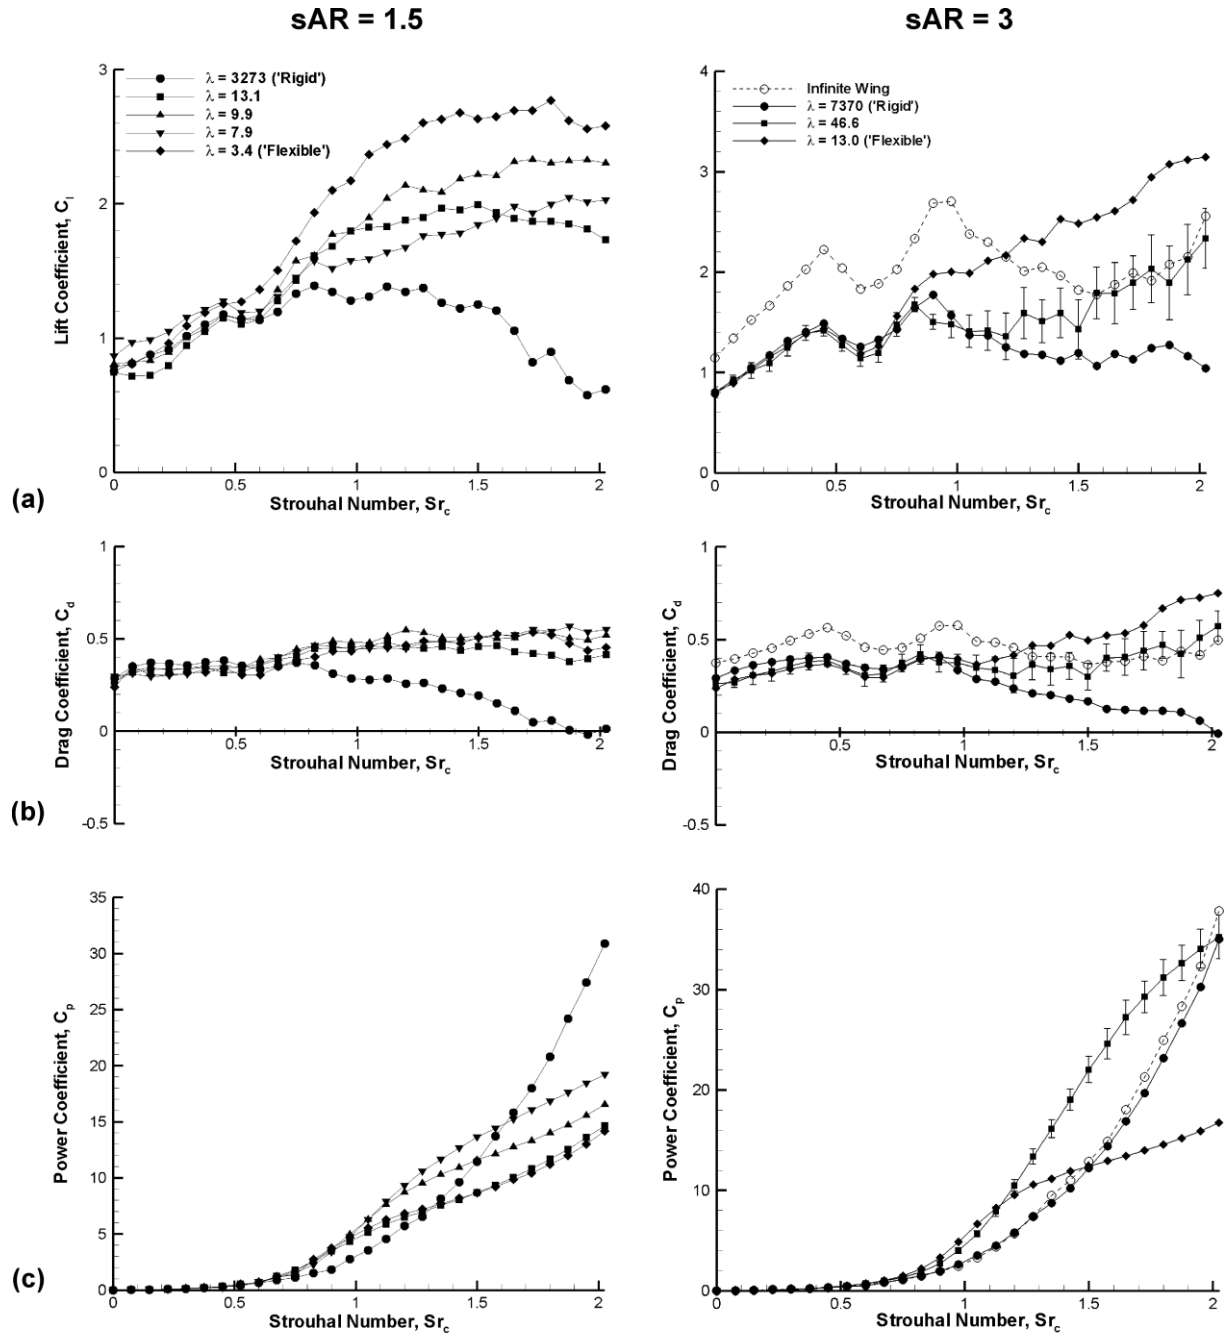 sAR = 1.5
sAR = 3
3
2
1
0
Lift Coefficient, C_l
λ = 3273 ('Rigid')
λ = 13.1
λ = 9.9
λ = 7.9
λ = 3.4 ('Flexible')
0 0.5 1 1.5 2
Strouhal Number, Sr_c
4
3
2
1
0
Lift Coefficient, C_l
Infinite Wing
λ = 7370 ('Rigid')
λ = 46.6
λ = 13.0 ('Flexible')
0 0.5 1 1.5 2
Strouhal Number, Sr_c
(a)
1
0.5
0
-0.5
Drag Coefficient, C_d
0.5 1 1.5 2
Strouhal Number, Sr_c
1
0.5
0
-0.5
Drag Coefficient, C_d
0.5 1 1.5 2
Strouhal Number, Sr_c
(b)
35
30
25
20
15
10
5
0
Power Coefficient, C_p
0 0.5 1 1.5 2
Strouhal Number, Sr_c
40
30
20
10
0
Power Coefficient, C_p
0 0.5 1 1.5 2
Strouhal Number, Sr_c
(c)